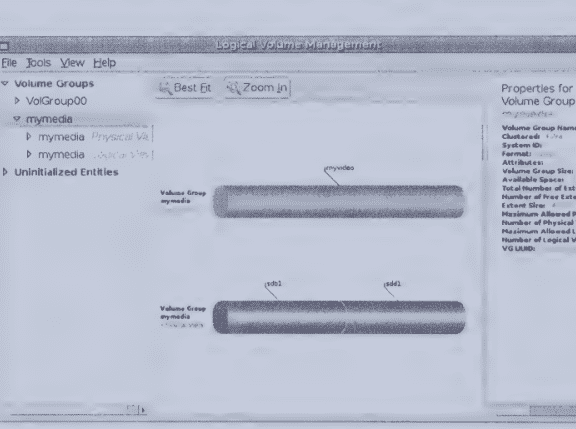 Logical Volume Management
File Tools View Help
Volume Groups
VolGroup00
mymedia
mymedia Physical Vi
mymedia
Uninitialized Entities
Best Fit Zoom In
myvideo
Volume Group
mymedia
sdb1 sdd1
Volume Group
mymedia
Properties for
Volume Group
Volume Group Name
Clustered:
System ID:
Format:
Attributes:
Volume Group Size:
Available Space:
Total Number of Ext
Number of Free Exte
Extent Size:
Maximum Allowed P
Number of Physical
Maximum Allowed L
Number of Logical V
VG UUID: